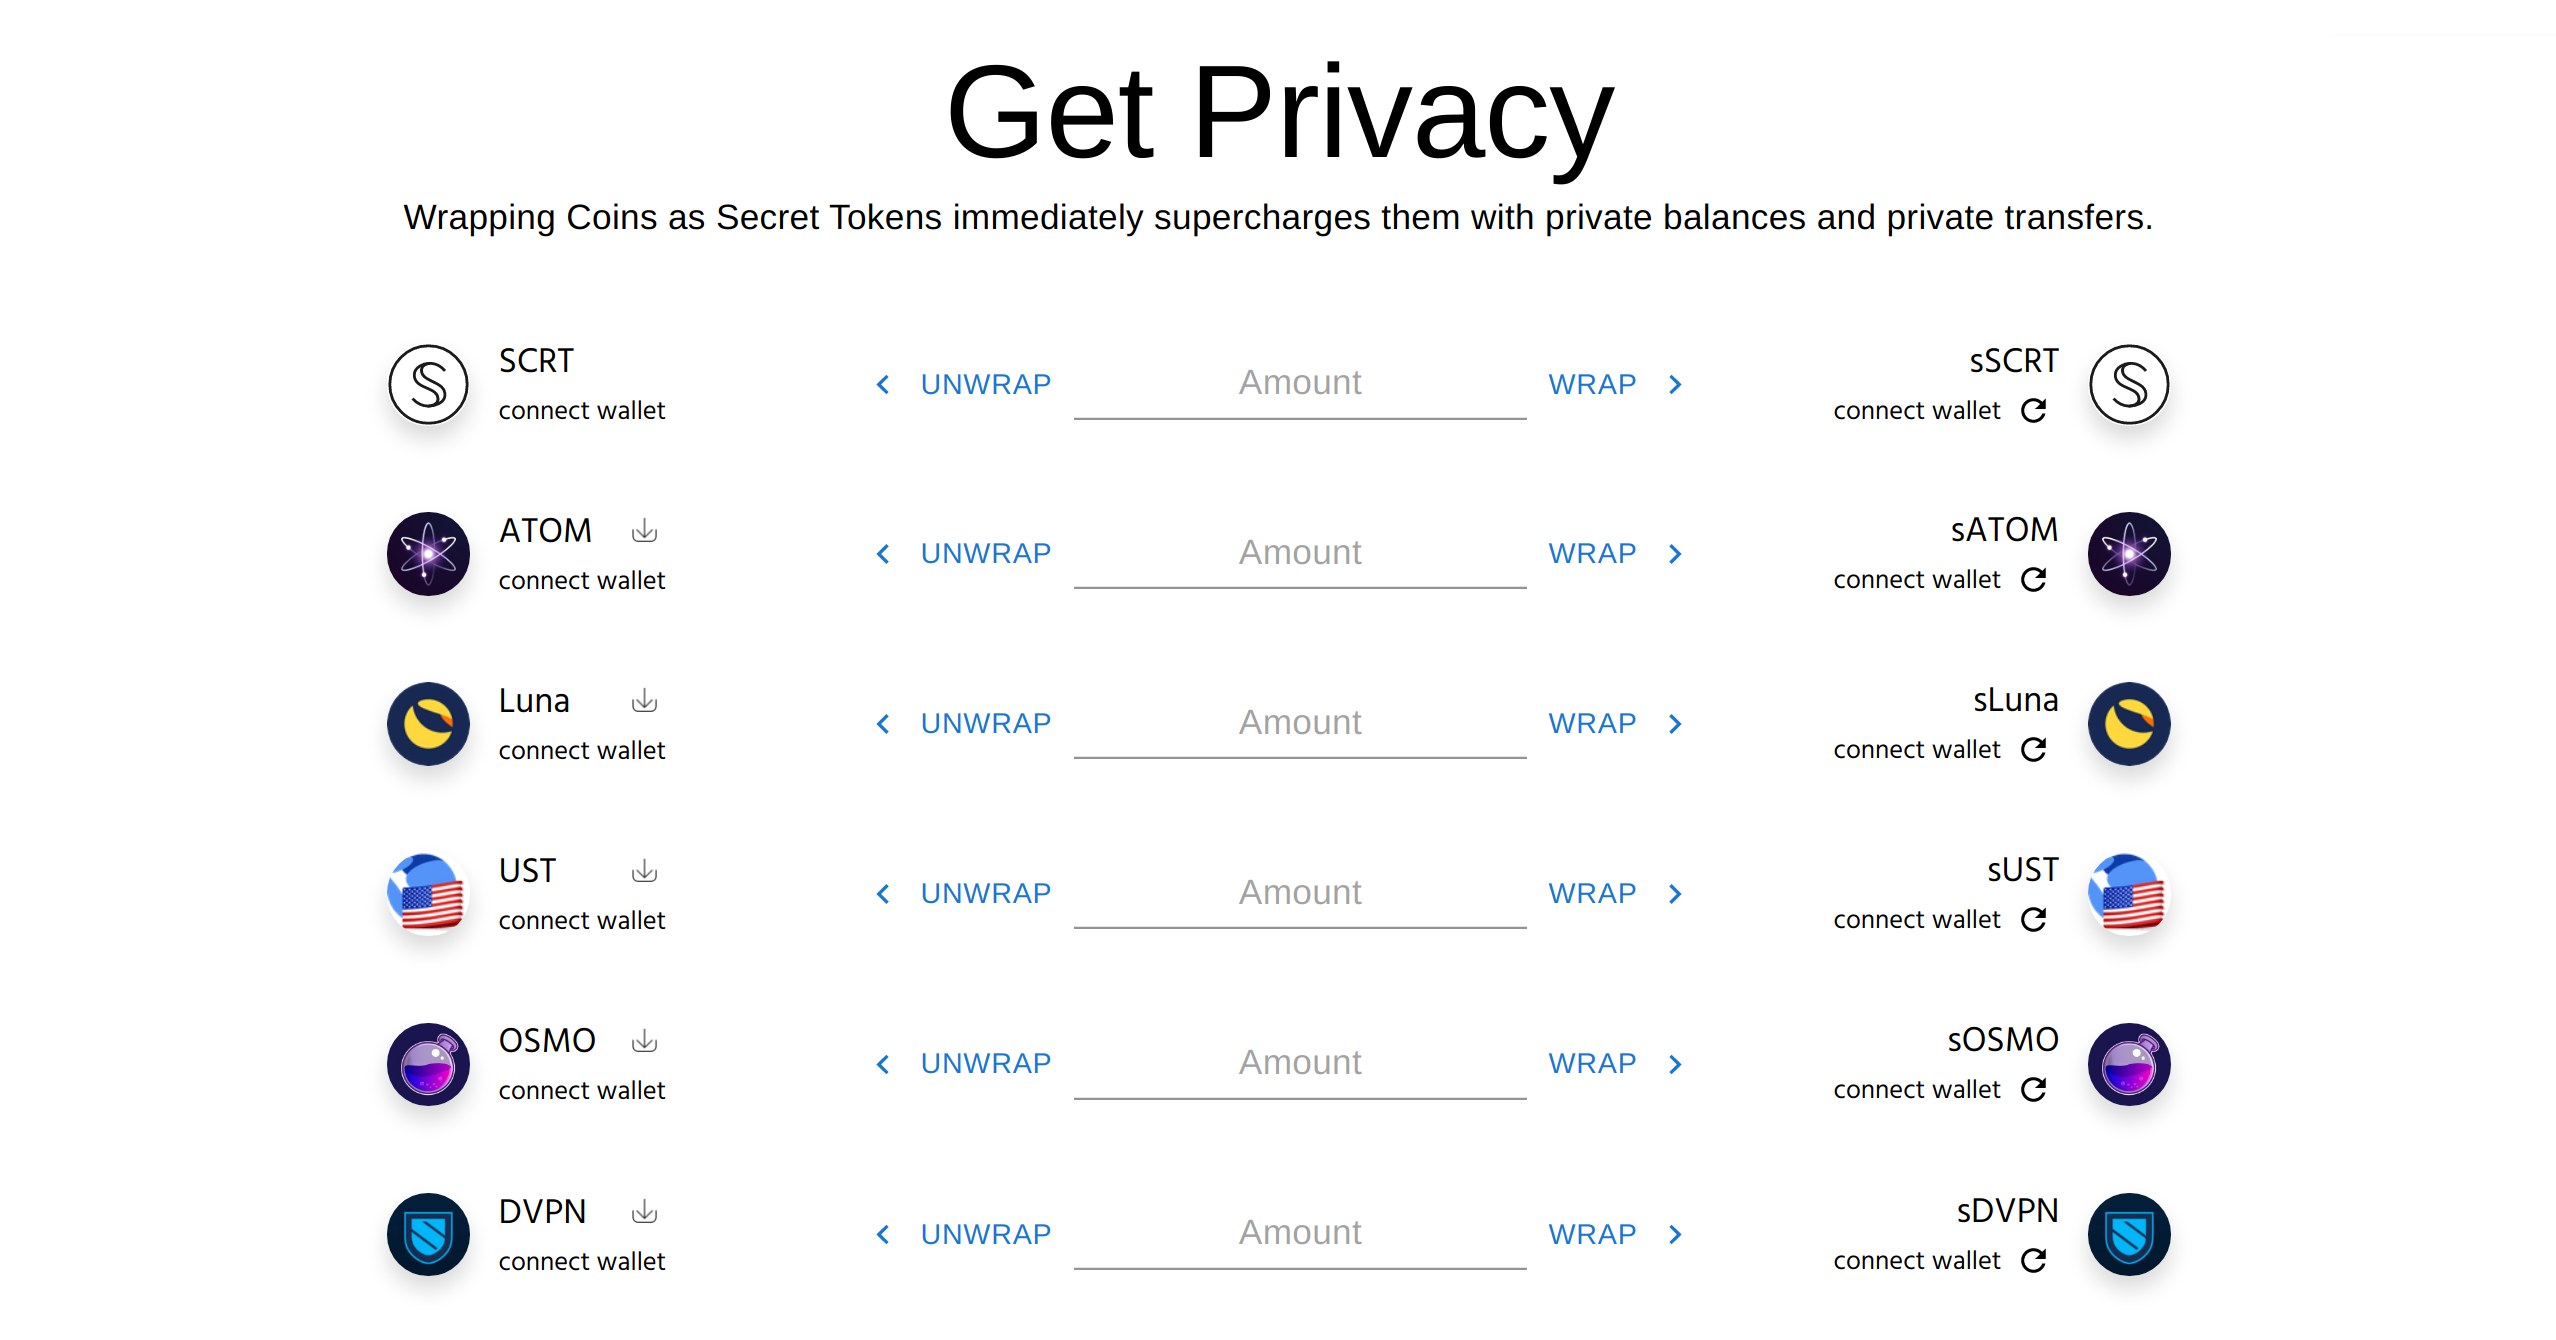 Get Privacy
Wrapping Coins as Secret Tokens immediately supercharges them with private balances and private transfers.
SCRT
connect wallet
UNWRAP
Amount
WRAP
sSCRT
connect wallet
ATOM
connect wallet
UNWRAP
Amount
WRAP
sATOM
connect wallet
Luna
connect wallet
UNWRAP
Amount
WRAP
sLuna
connect wallet
UST
connect wallet
UNWRAP
Amount
WRAP
sUST
connect wallet
OSMO
connect wallet
UNWRAP
Amount
WRAP
sOSMO
connect wallet
DVPN
connect wallet
UNWRAP
Amount
WRAP
sDVPN
connect wallet